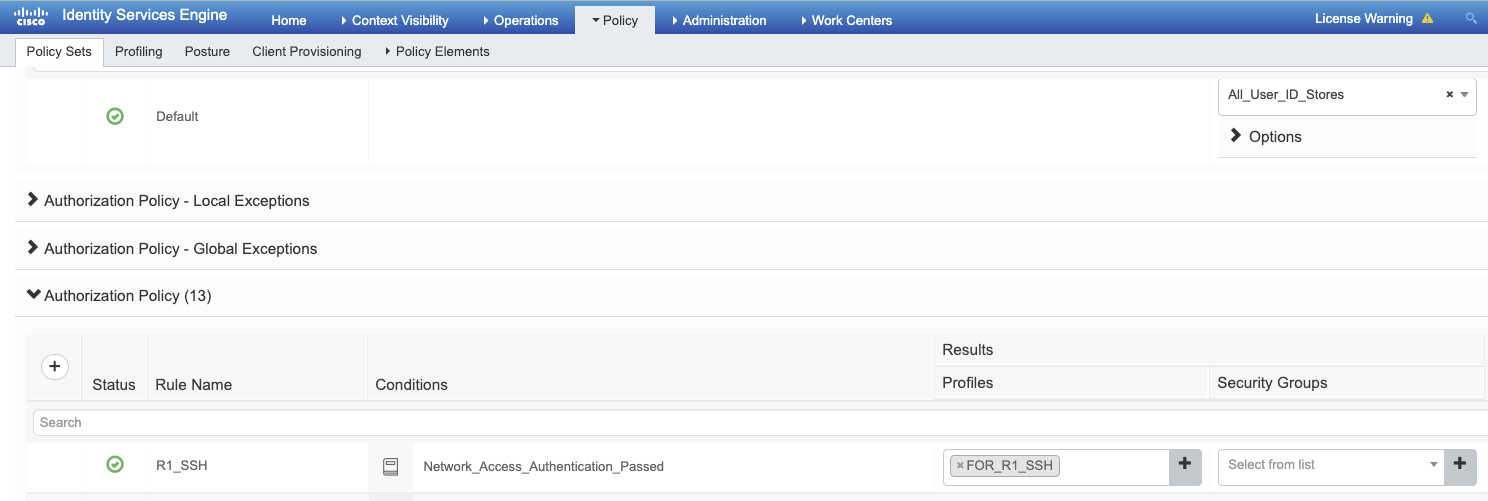 cisco Identity Services Engine Home Context Visibility Operations Policy Administration Work Centers License Warning
Policy Sets Profiling Posture Client Provisioning Policy Elements
All_User_ID_Stores
Default
Options
Authorization Policy - Local Exceptions
Authorization Policy - Global Exceptions
Authorization Policy (13)
Results
Status Rule Name Conditions Profiles Security Groups
Search
R1_SSH Network_Access_Authentication_Passed × FOR_R1_SSH Select from list